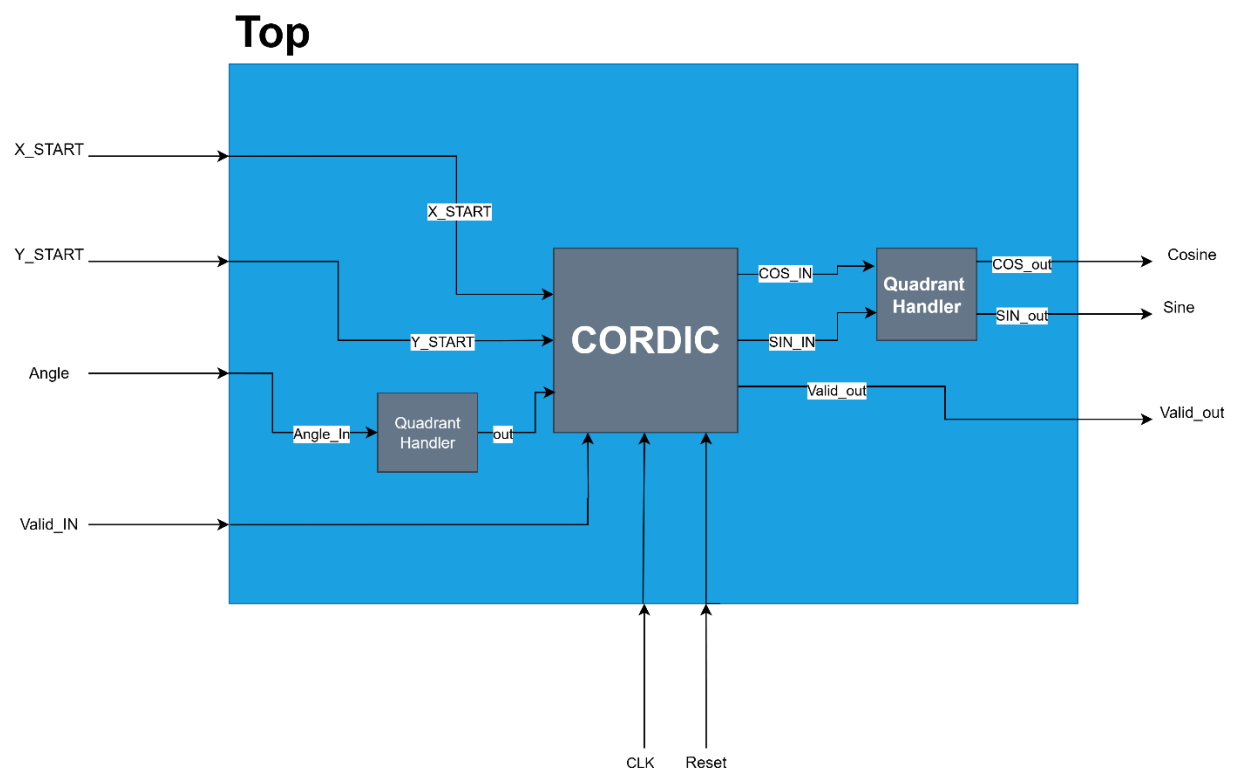 Top
X_START
X_START
Y_START
Cosine
COS_out
COS_IN
Quadrant
Handler
Sine
SIN_out
CORDIC
Y_START
SIN_IN
Angle
Valid_out
Valid_out
Quadrant
Handler
Angle_In
out
Valid_IN
CLK
Reset